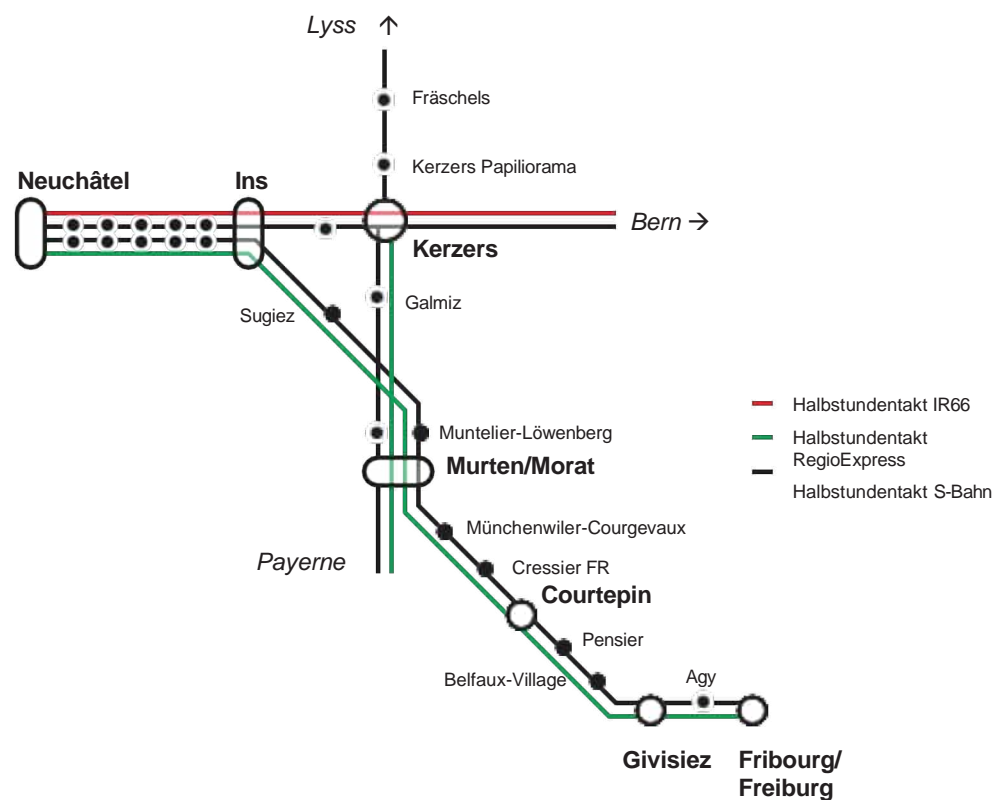 Lyss ↑
Fräschels
Kerzers Papiliorama
Neuchâtel
Ins
Bern →
Kerzers
Galmiz
Sugiez
Halbstundentakt IR66
Halbstundentakt
RegioExpress
Halbstundentakt S-Bahn
Muntelier-Löwenberg
Murten/Morat
Münchenwiler-Courgevaux
Payerne
Cressier FR
Courtepin
Pensier
Belfaux-Village
Agy
Givisiez
Fribourg/
Freiburg